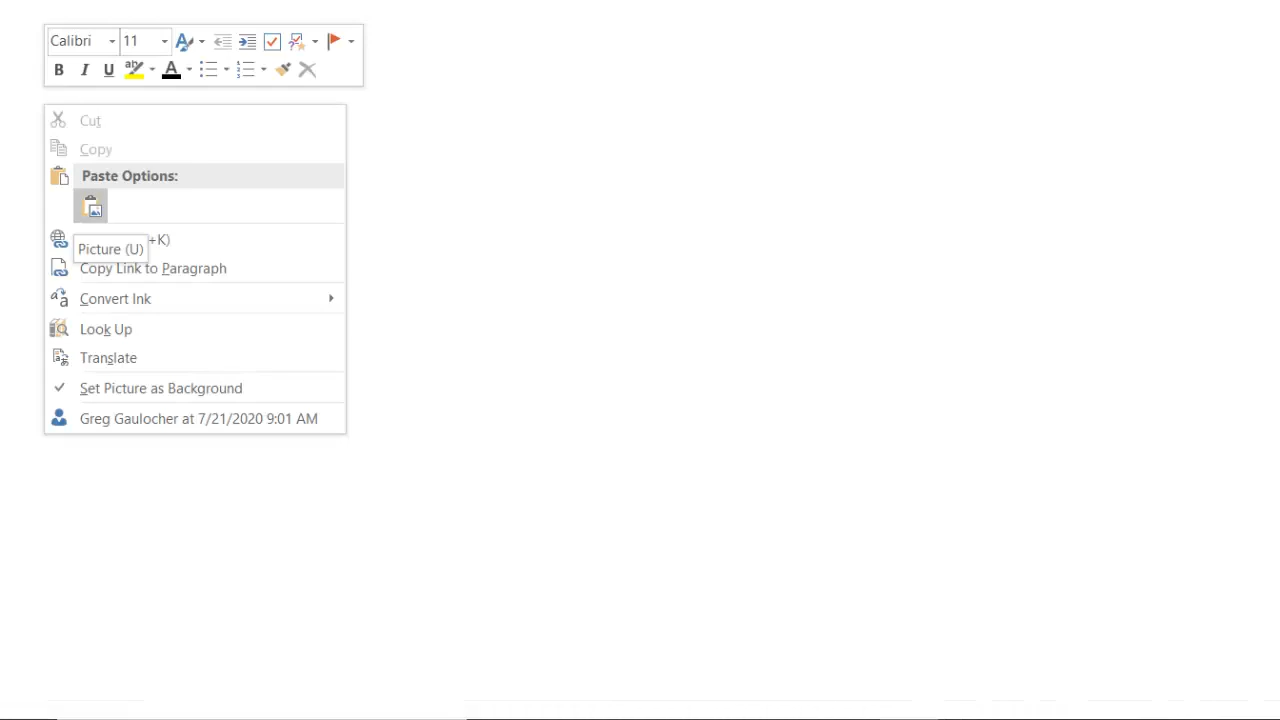 Calibri 11
B I U ab A
Cut
Copy
Paste Options:
+K)
Picture (U)
Copy Link to Paragraph
Convert Ink
Look Up
Translate
Set Picture as Background
Greg Gaulocher at 7/21/2020 9:01 AM